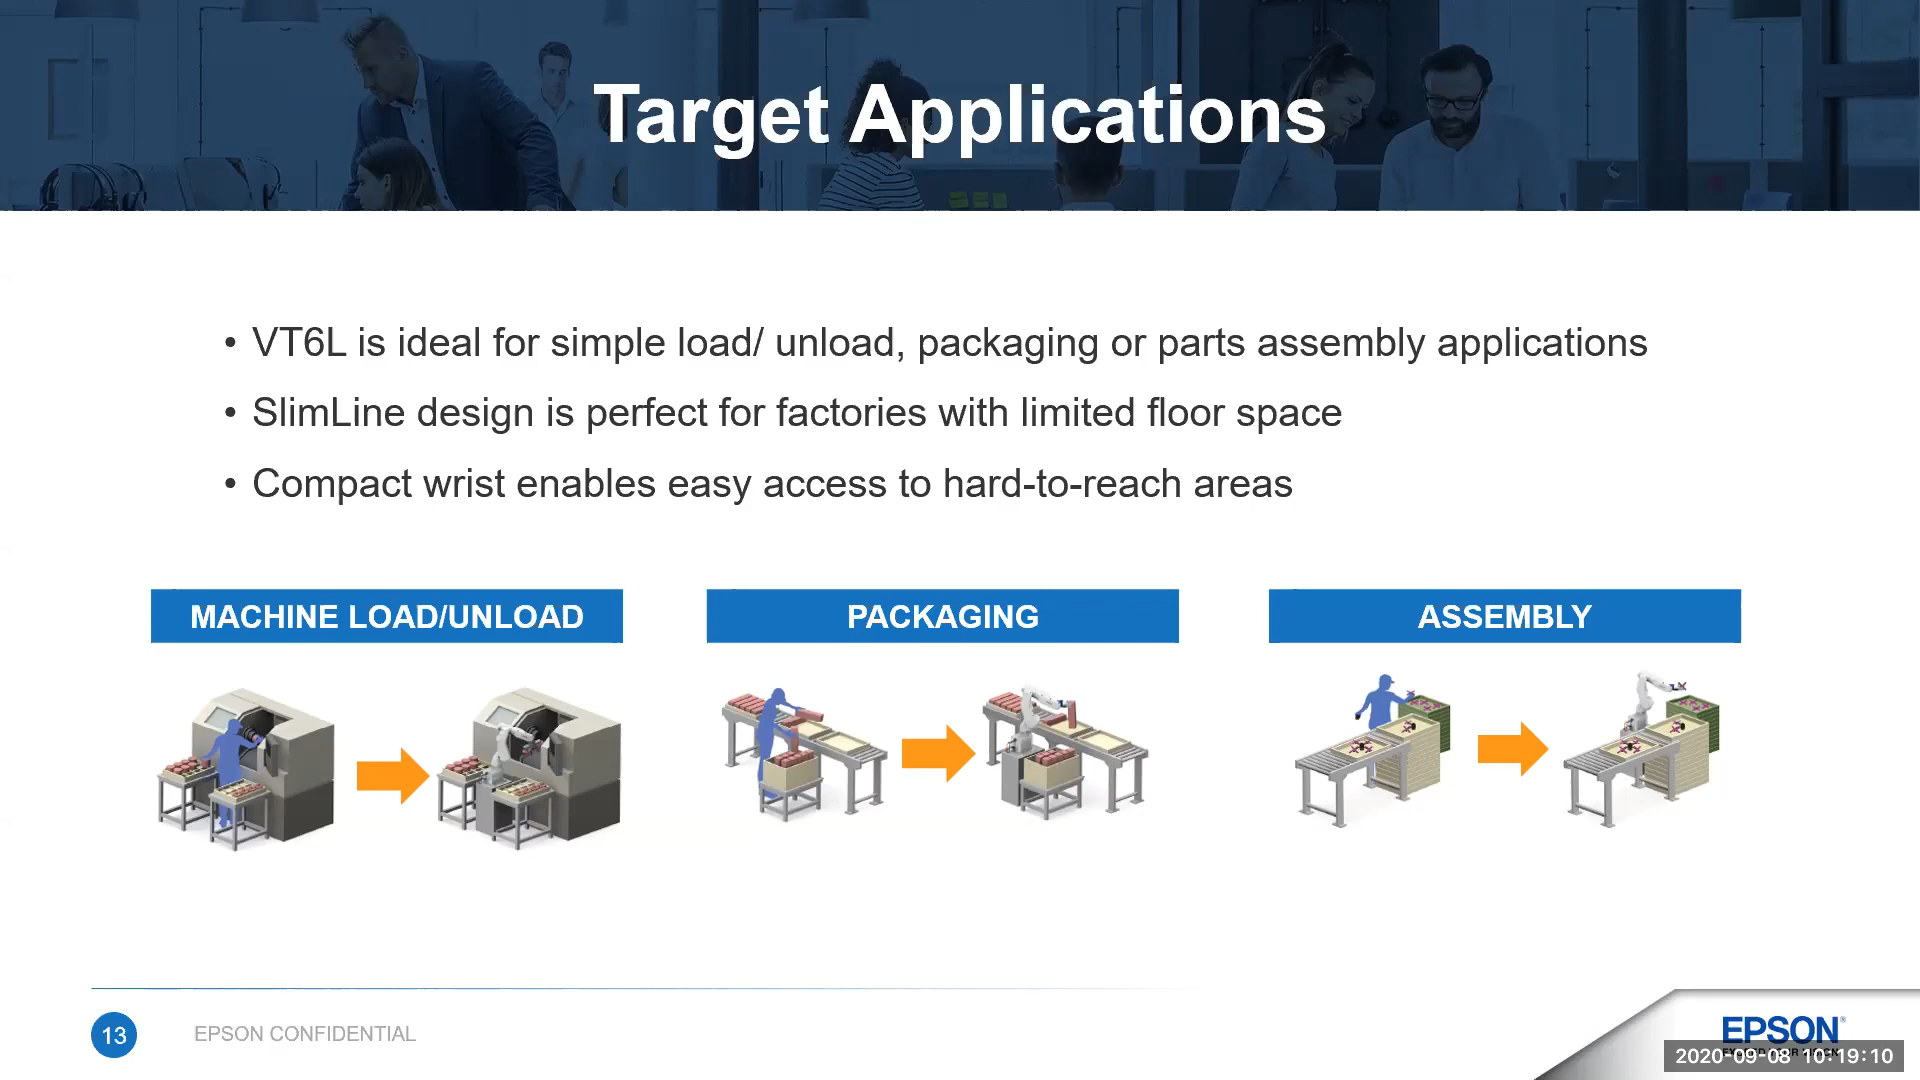 Target Applications
• VT6L is ideal for simple load/ unload, packaging or parts assembly applications
• SlimLine design is perfect for factories with limited floor space
• Compact wrist enables easy access to hard-to-reach areas
MACHINE LOAD/UNLOAD
PACKAGING
ASSEMBLY
13
EPSON CONFIDENTIAL
EPSON®
2020-09-08 10:19:10